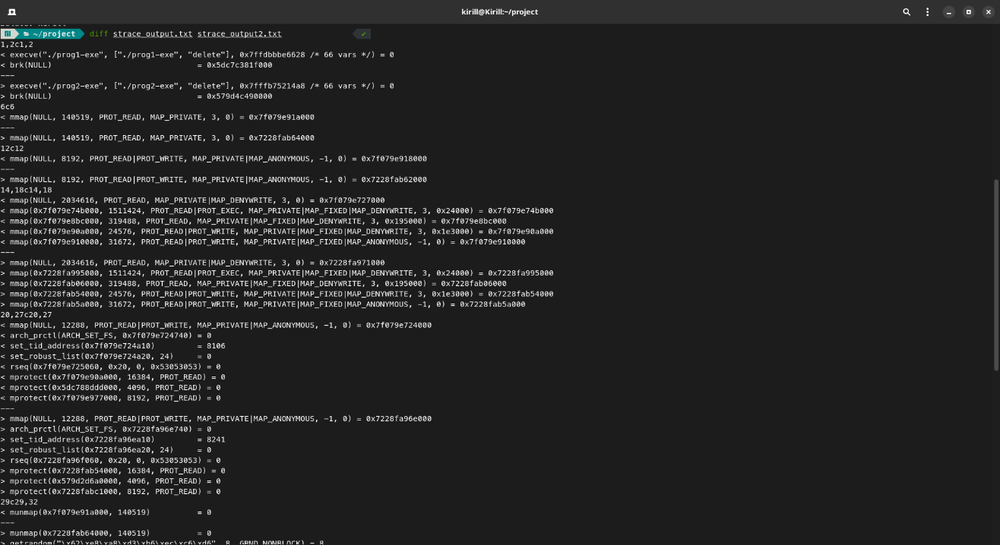 kirill@Kirill:~/project
~/project diff strace_output.txt strace_output2.txt ✔
1,2c1,2
< execve("./prog1-exe", ["./prog1-exe", "delete"], 0x7ffdbbbe6628 /* 66 vars */) = 0
< brk(NULL) = 0x5dc7c381f000
---
> execve("./prog2-exe", ["./prog2-exe", "delete"], 0x7fffb75214a8 /* 66 vars */) = 0
> brk(NULL) = 0x579d4c490000
6c6
< mmap(NULL, 140519, PROT_READ, MAP_PRIVATE, 3, 0) = 0x7f079e91a000
---
> mmap(NULL, 140519, PROT_READ, MAP_PRIVATE, 3, 0) = 0x7228fab64000
12c12
< mmap(NULL, 8192, PROT_READ|PROT_WRITE, MAP_PRIVATE|MAP_ANONYMOUS, -1, 0) = 0x7f079e918000
---
> mmap(NULL, 8192, PROT_READ|PROT_WRITE, MAP_PRIVATE|MAP_ANONYMOUS, -1, 0) = 0x7228fab62000
14,18c14,18
< mmap(NULL, 2034616, PROT_READ, MAP_PRIVATE|MAP_DENYWRITE, 3, 0) = 0x7f079e727000
< mmap(0x7f079e74b000, 1511424, PROT_READ|PROT_EXEC, MAP_PRIVATE|MAP_FIXED|MAP_DENYWRITE, 3, 0x24000) = 0x7f079e74b000
< mmap(0x7f079e8bc000, 319488, PROT_READ, MAP_PRIVATE|MAP_FIXED|MAP_DENYWRITE, 3, 0x195000) = 0x7f079e8bc000
< mmap(0x7f079e90a000, 24576, PROT_READ|PROT_WRITE, MAP_PRIVATE|MAP_FIXED|MAP_DENYWRITE, 3, 0x1e3000) = 0x7f079e90a000
< mmap(0x7f079e910000, 31672, PROT_READ|PROT_WRITE, MAP_PRIVATE|MAP_FIXED|MAP_ANONYMOUS, -1, 0) = 0x7f079e910000
---
> mmap(NULL, 2034616, PROT_READ, MAP_PRIVATE|MAP_DENYWRITE, 3, 0) = 0x7228fa971000
> mmap(0x7228fa995000, 1511424, PROT_READ|PROT_EXEC, MAP_PRIVATE|MAP_FIXED|MAP_DENYWRITE, 3, 0x24000) = 0x7228fa995000
> mmap(0x7228fab06000, 319488, PROT_READ, MAP_PRIVATE|MAP_FIXED|MAP_DENYWRITE, 3, 0x195000) = 0x7228fab06000
> mmap(0x7228fab54000, 24576, PROT_READ|PROT_WRITE, MAP_PRIVATE|MAP_FIXED|MAP_DENYWRITE, 3, 0x1e3000) = 0x7228fab54000
> mmap(0x7228fab5a000, 31672, PROT_READ|PROT_WRITE, MAP_PRIVATE|MAP_FIXED|MAP_ANONYMOUS, -1, 0) = 0x7228fab5a000
20,27c20,27
< mmap(NULL, 12288, PROT_READ|PROT_WRITE, MAP_PRIVATE|MAP_ANONYMOUS, -1, 0) = 0x7f079e724000
< arch_prctl(ARCH_SET_FS, 0x7f079e724740) = 0
< set_tid_address(0x7f079e724a10) = 8106
< set_robust_list(0x7f079e724a20, 24) = 0
< rseq(0x7f079e725060, 0x20, 0, 0x53053053) = 0
< mprotect(0x7f079e90a000, 16384, PROT_READ) = 0
< mprotect(0x5dc788ddd000, 4096, PROT_READ) = 0
< mprotect(0x7f079e977000, 8192, PROT_READ) = 0
---
> mmap(NULL, 12288, PROT_READ|PROT_WRITE, MAP_PRIVATE|MAP_ANONYMOUS, -1, 0) = 0x7228fa96e000
> arch_prctl(ARCH_SET_FS, 0x7228fa96e740) = 0
> set_tid_address(0x7228fa96ea10) = 8241
> set_robust_list(0x7228fa96ea20, 24) = 0
> rseq(0x7228fa96f060, 0x20, 0, 0x53053053) = 0
> mprotect(0x7228fab54000, 16384, PROT_READ) = 0
> mprotect(0x579d2d6a0000, 4096, PROT_READ) = 0
> mprotect(0x7228fabc1000, 8192, PROT_READ) = 0
29c29,32
< munmap(0x7f079e91a000, 140519) = 0
---
> munmap(0x7228fab64000, 140519) = 0
> getrandom("\x62\xe8\xa8\xd3\xb6\xec\xc6\xd6", 8, GRND_NONBLOCK) = 8